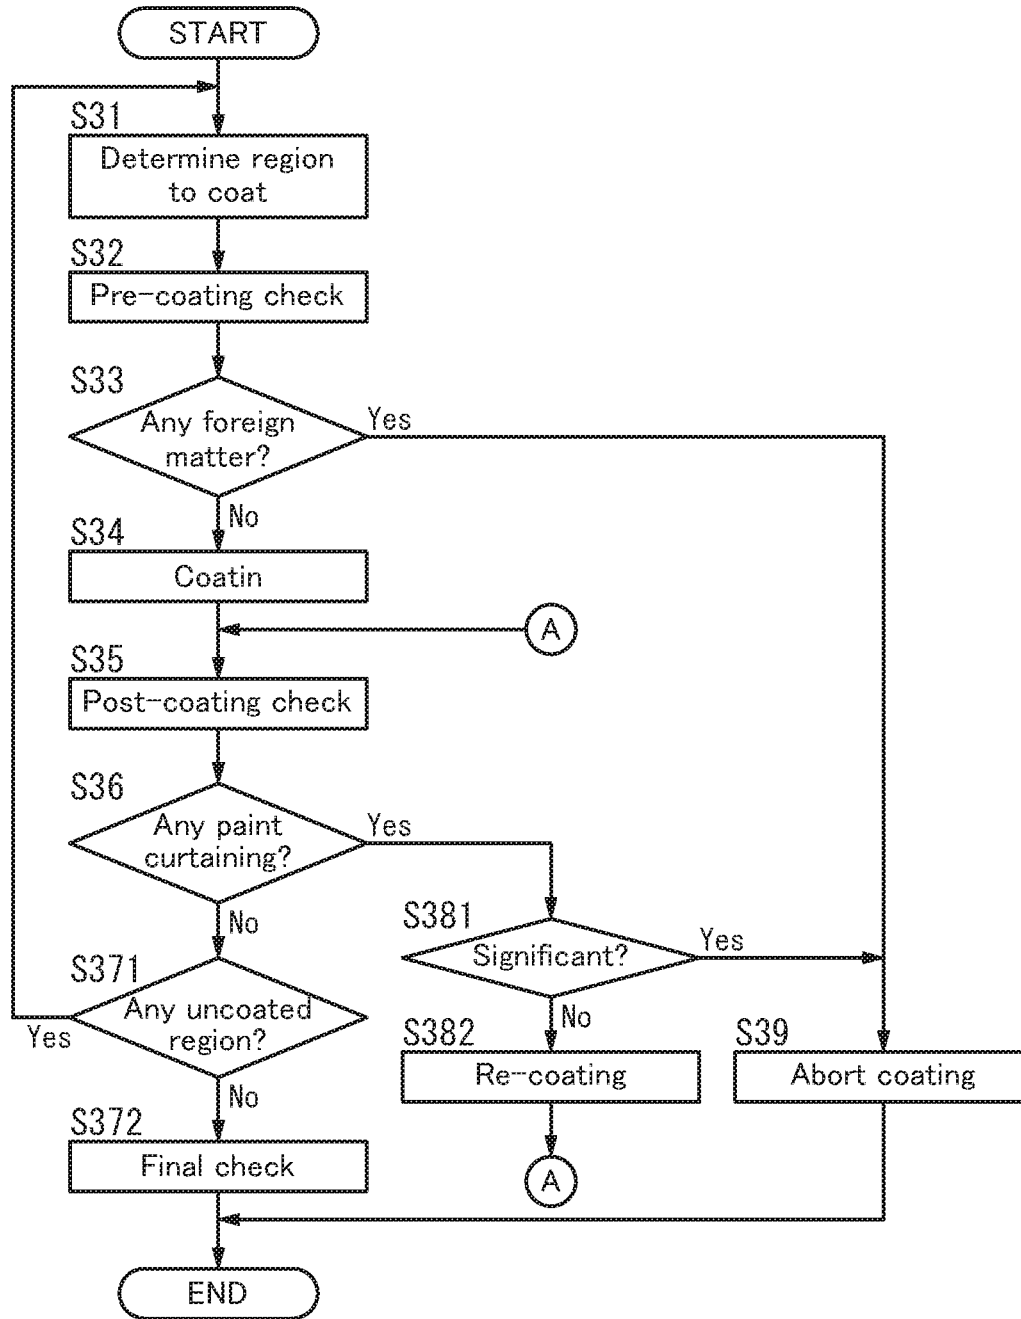 START
S31
Determine region
to coat
S32
Pre-coating check
S33
Any foreign
matter?
Yes
No
S34
Coatin
A
S35
Post-coating check
S36
Any paint
curtaining?
Yes
No
S381
Significant?
Yes
No
S371
Any uncoated
region?
Yes
No
S382
Re-coating
S39
Abort coating
S372
Final check
A
END